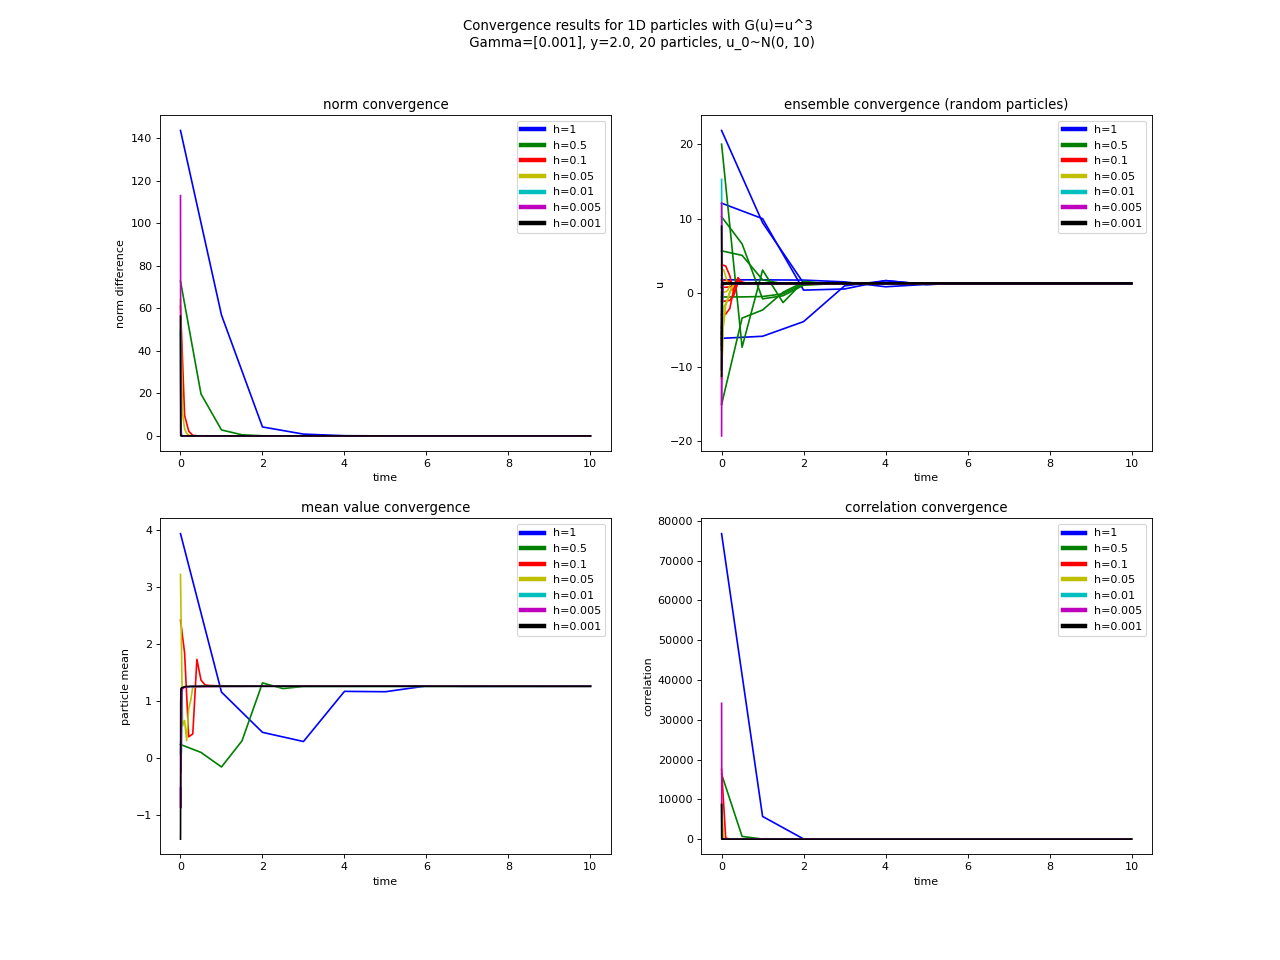 Convergence results for 1D particles with G(u)=u^3
Gamma=[0.001], y=2.0, 20 particles, u_0~N(0, 10)
norm convergence
norm difference
140
120
100
80
60
40
20
0
0 2 4 6 8 10
time
h=1
h=0.5
h=0.1
h=0.05
h=0.01
h=0.005
h=0.001
ensemble convergence (random particles)
u
20
10
0
−10
−20
0 2 4 6 8 10
time
h=1
h=0.5
h=0.1
h=0.05
h=0.01
h=0.005
h=0.001
mean value convergence
particle mean
4
3
2
1
0
−1
0 2 4 6 8 10
time
h=1
h=0.5
h=0.1
h=0.05
h=0.01
h=0.005
h=0.001
correlation convergence
correlation
80000
70000
60000
50000
40000
30000
20000
10000
0
0 2 4 6 8 10
time
h=1
h=0.5
h=0.1
h=0.05
h=0.01
h=0.005
h=0.001